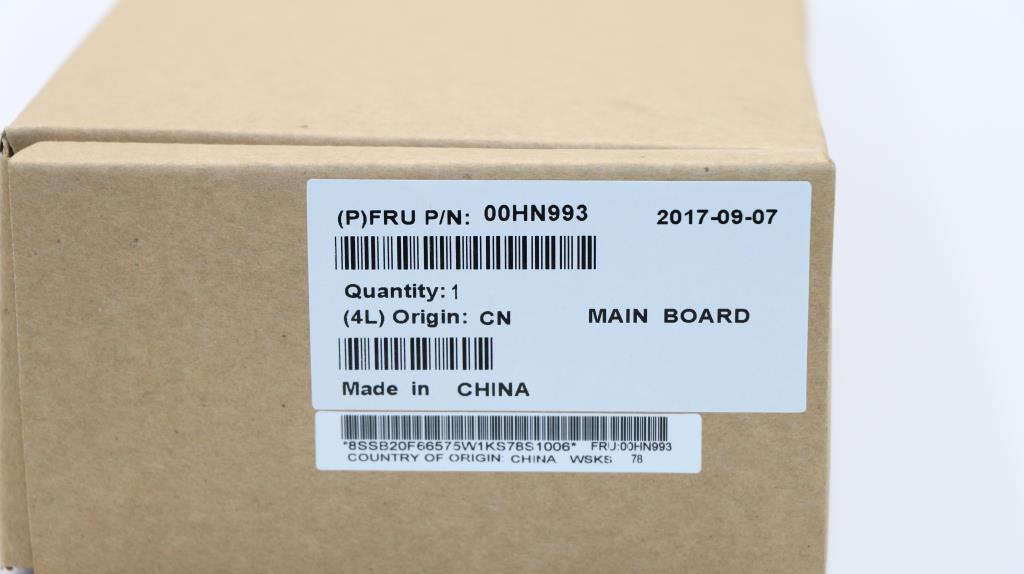 (P)FRU P/N: 00HN993 2017-09-07
Quantity: 1
(4L) Origin: CN MAIN BOARD
Made in CHINA
*8SSB20F66575W1KS78S1006* FRU:00HN993
COUNTRY OF ORIGIN: CHINA WSKS 78